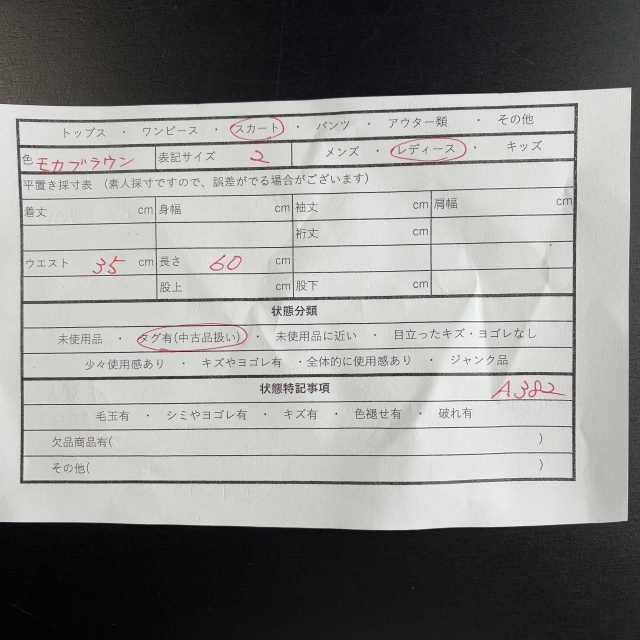 トップス ・ ワンピース ・ スカート ・ パンツ ・ アウター類 ・ その他
色 モカブラウン 表記サイズ 2 メンズ ・ レディース ・ キッズ
平置き採寸表 (素人採寸ですので、誤差がでる場合がございます)
着丈 cm 身幅 cm 袖丈 cm 肩幅 cm
裄丈 cm
ウエスト 35 cm 長さ 60 cm
股上 cm 股下 cm
状態分類
未使用品 ・ タグ有(中古品扱い) ・ 未使用品に近い ・ 目立ったキズ・ヨゴレなし
少々使用感あり ・ キズやヨゴレ有 ・全体的に使用感あり ・ ジャンク品
状態特記事項 A382
毛玉有 ・ シミやヨゴレ有 ・ キズ有 ・ 色褪せ有 ・ 破れ有
欠品商品有( )
その他( )